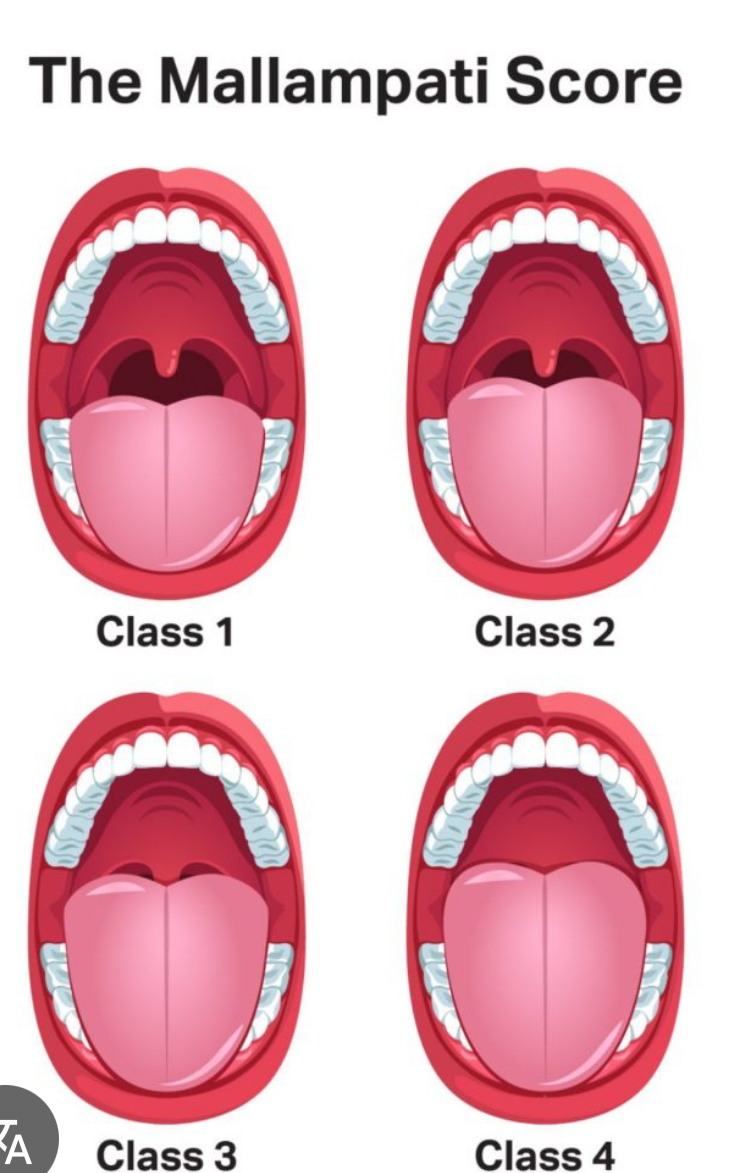 The Mallampati Score
Class 1
Class 2
Class 3
Class 4